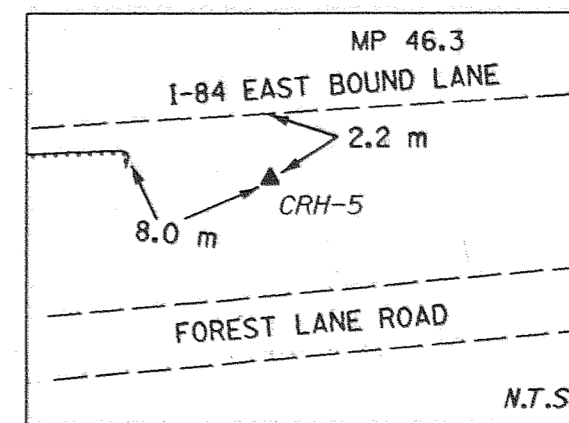 MP 46.3
I-84 EAST BOUND LANE
2.2 m
CRH-5
8.0 m
FOREST LANE ROAD
N.T.S